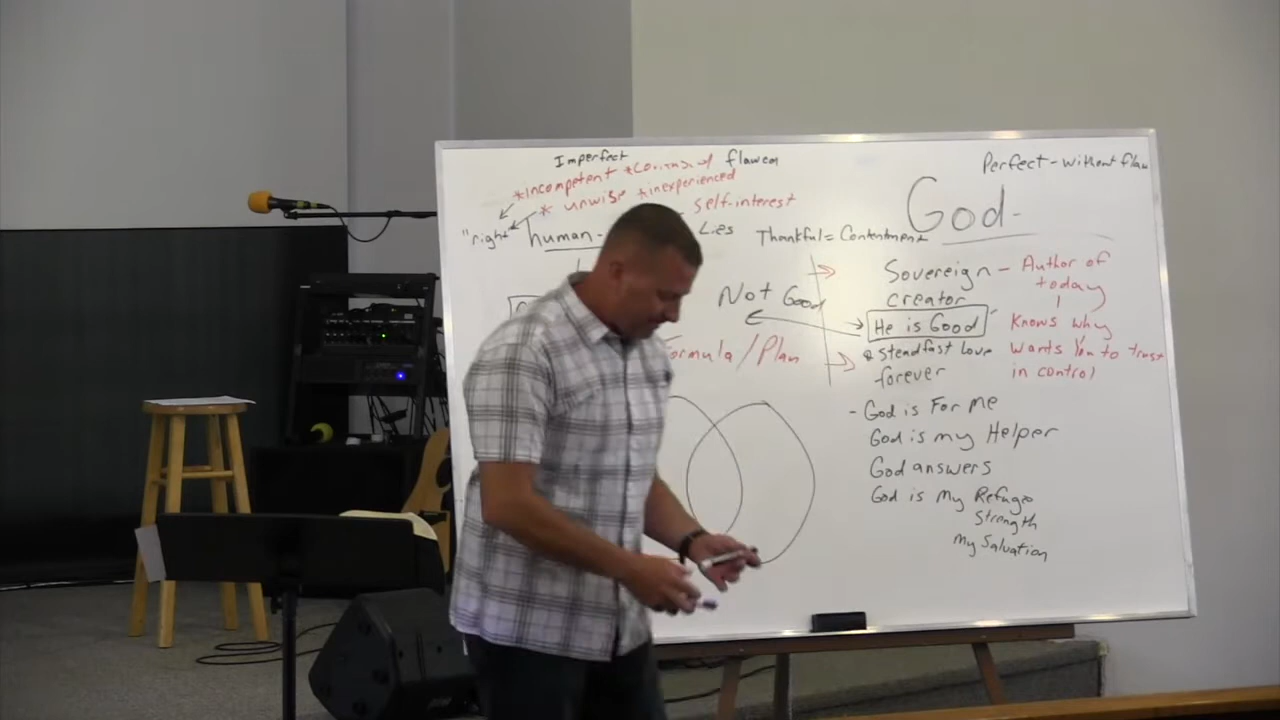 Imperfect
*incompetent flawed
* unwise *inexperienced
self-interest
"right" human- Lies
Thankful = Contentment
Not Good
Formula/Plan
Perfect - without flaw
God-
Sovereign - Author of
today
creator
He is Good Knows why
* steadfast love Wants You to trust
forever in control
- God is For me
God is my Helper
God answers
God is my Refuge
Strength
my Salvation